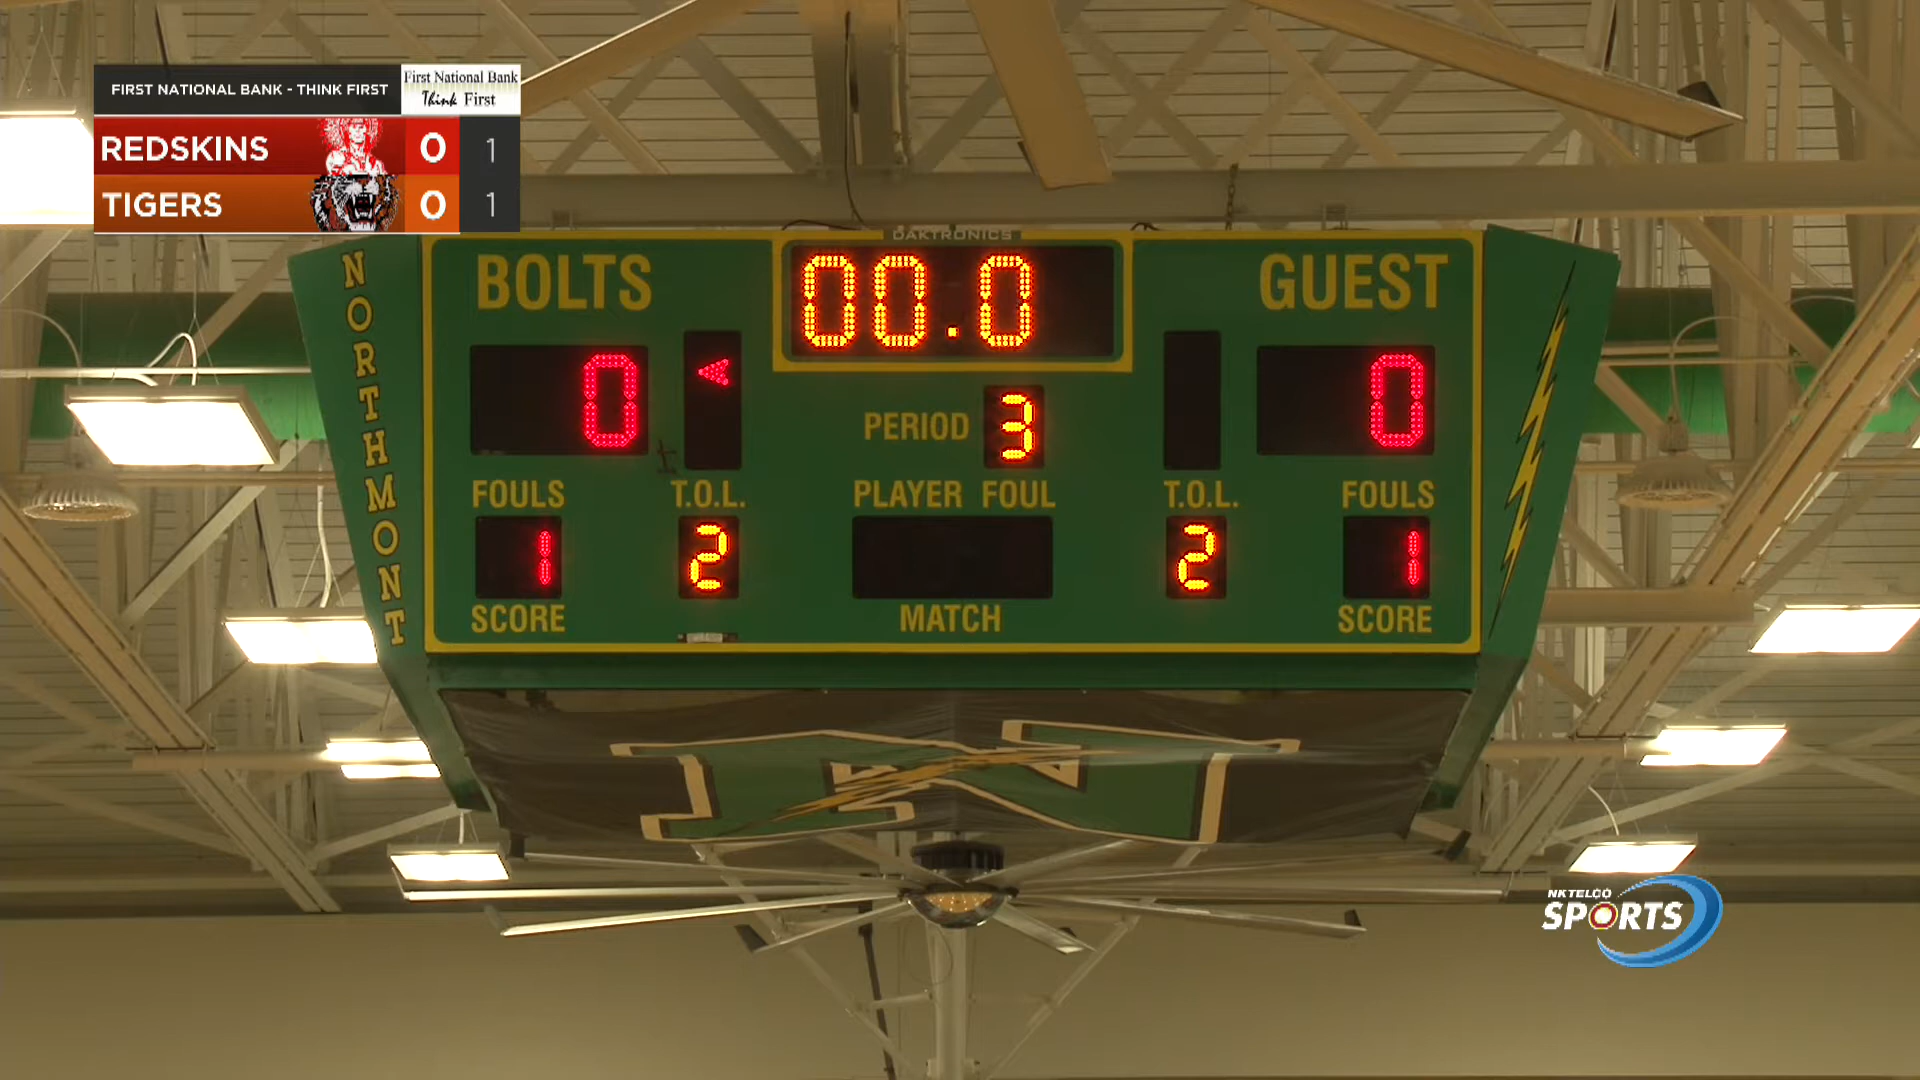 FIRST NATIONAL BANK - THINK FIRST
First National Bank
Think First
REDSKINS 0 1
TIGERS 0 1
DAKTRONICS
NORTHMONT
BOLTS
00.0
GUEST
0
0
PERIOD 3
FOULS
T.O.L.
PLAYER FOUL
T.O.L.
FOULS
1
2
2
1
SCORE
MATCH
SCORE
N
NKTELCO
SPORTS